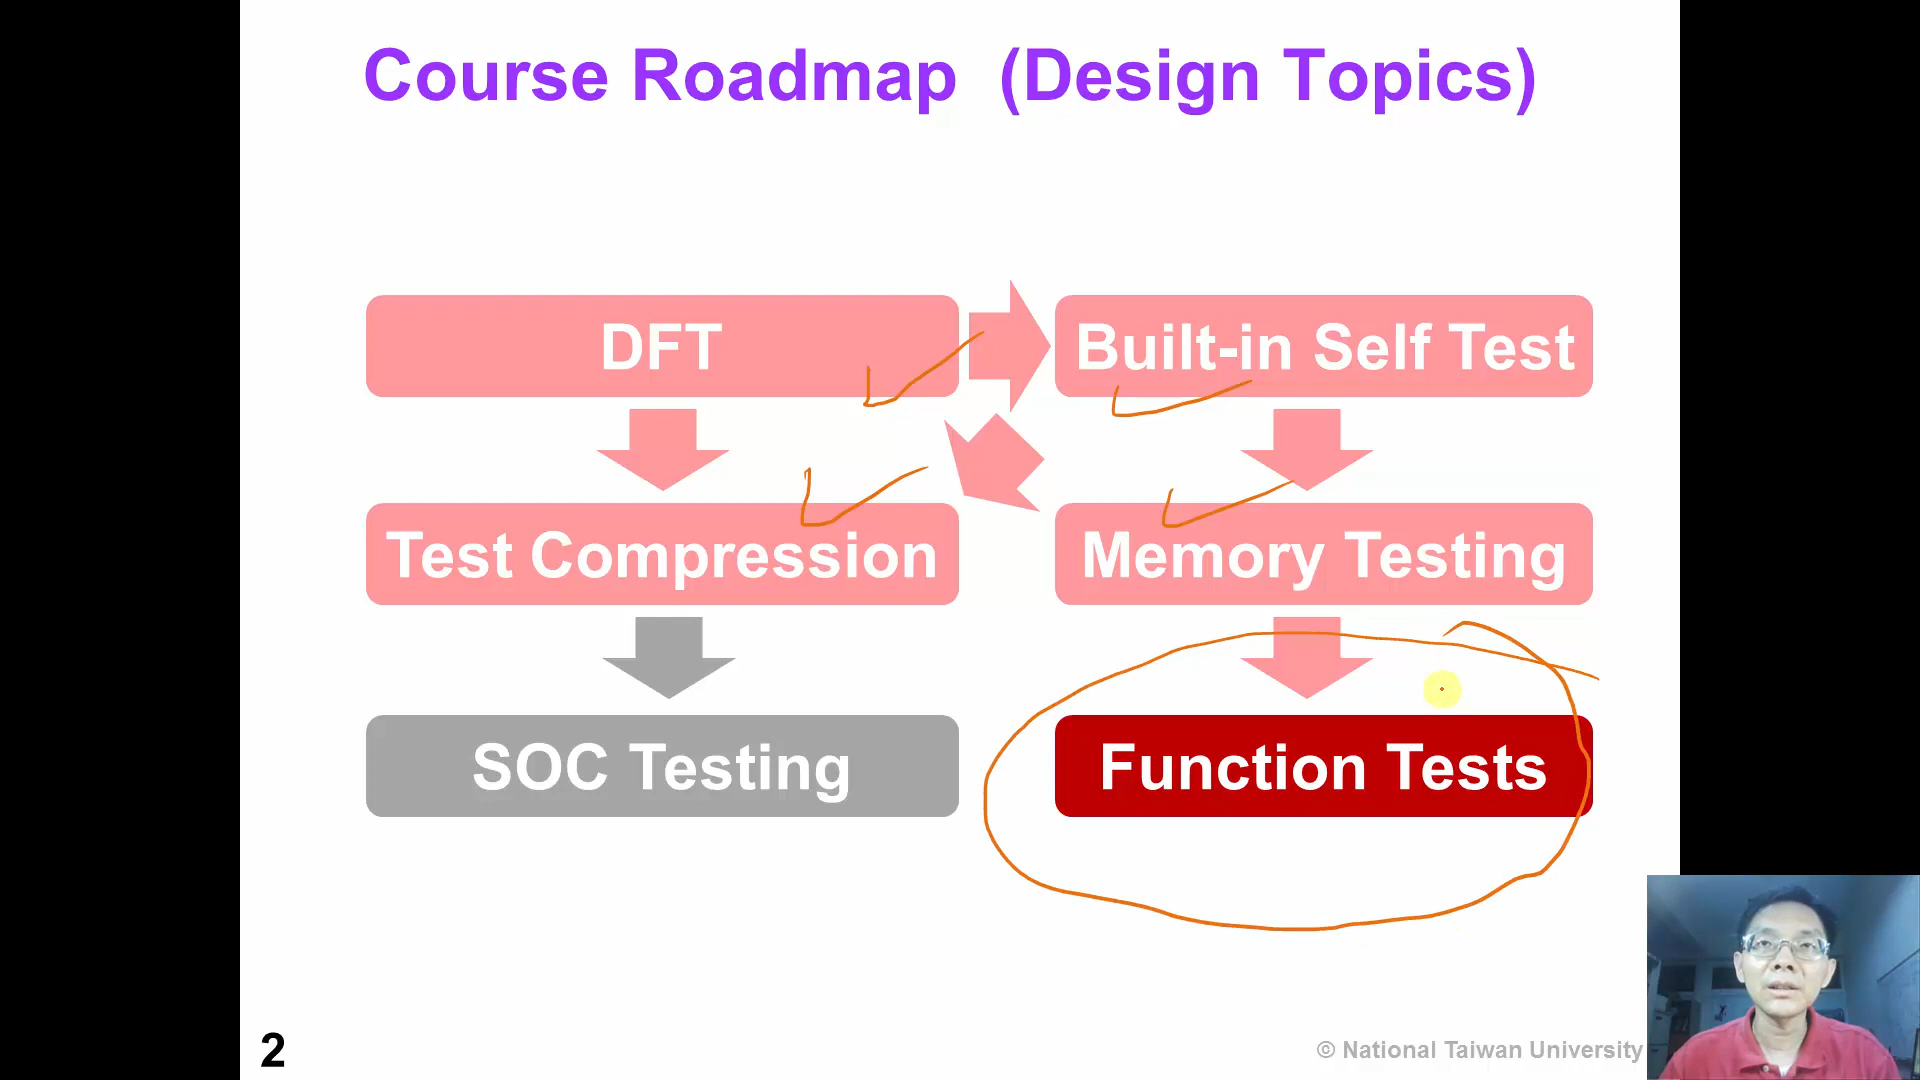 Course Roadmap (Design Topics)
DFT
Built-in Self Test
Test Compression
Memory Testing
SOC Testing
Function Tests
2
© National Taiwan University